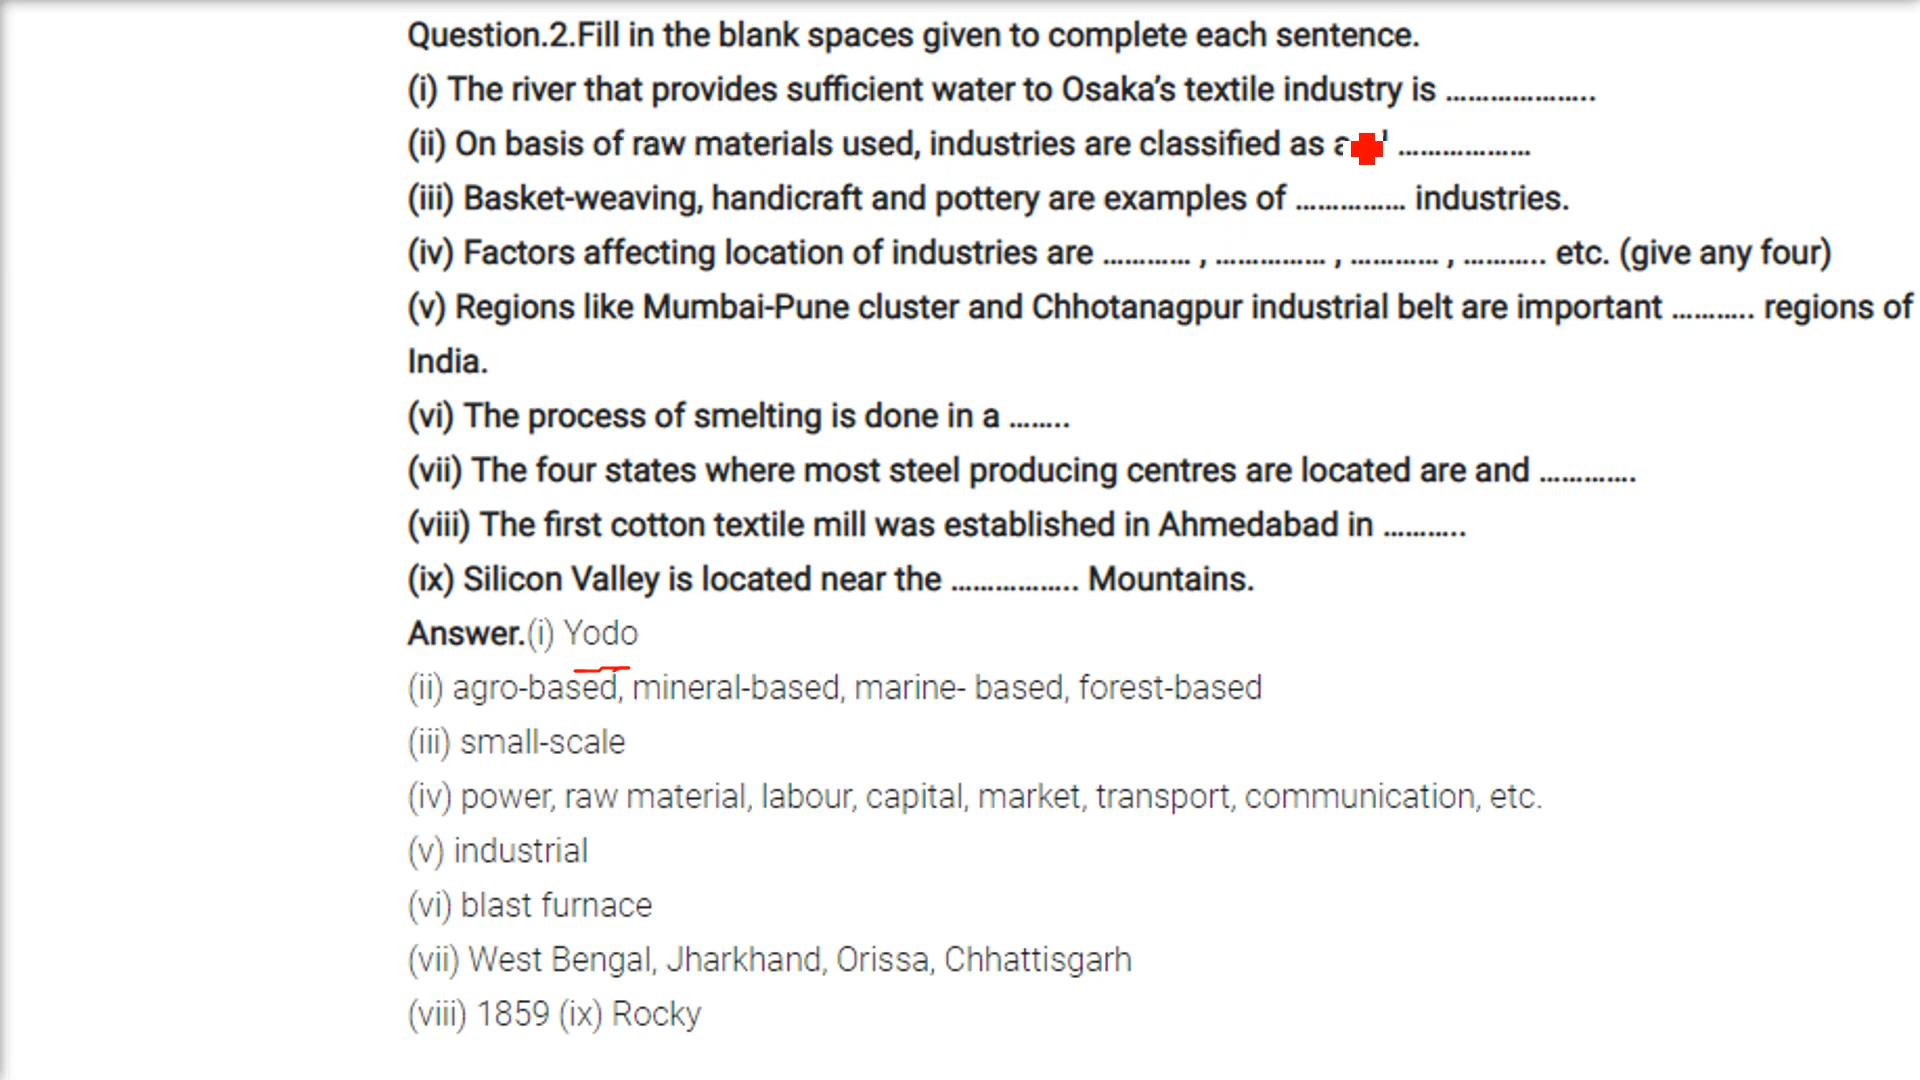 Question.2.Fill in the blank spaces given to complete each sentence.
(i) The river that provides sufficient water to Osaka’s textile industry is ………………..
(ii) On basis of raw materials used, industries are classified as ………………
(iii) Basket-weaving, handicraft and pottery are examples of …………… industries.
(iv) Factors affecting location of industries are ………… , …………… , ………… , ……….. etc. (give any four)
(v) Regions like Mumbai-Pune cluster and Chhotanagpur industrial belt are important ……….. regions of
India.
(vi) The process of smelting is done in a ……..
(vii) The four states where most steel producing centres are located are and ………….
(viii) The first cotton textile mill was established in Ahmedabad in ………..
(ix) Silicon Valley is located near the …………….. Mountains.
Answer.(i) Yodo
(ii) agro-based, mineral-based, marine- based, forest-based
(iii) small-scale
(iv) power, raw material, labour, capital, market, transport, communication, etc.
(v) industrial
(vi) blast furnace
(vii) West Bengal, Jharkhand, Orissa, Chhattisgarh
(viii) 1859 (ix) Rocky